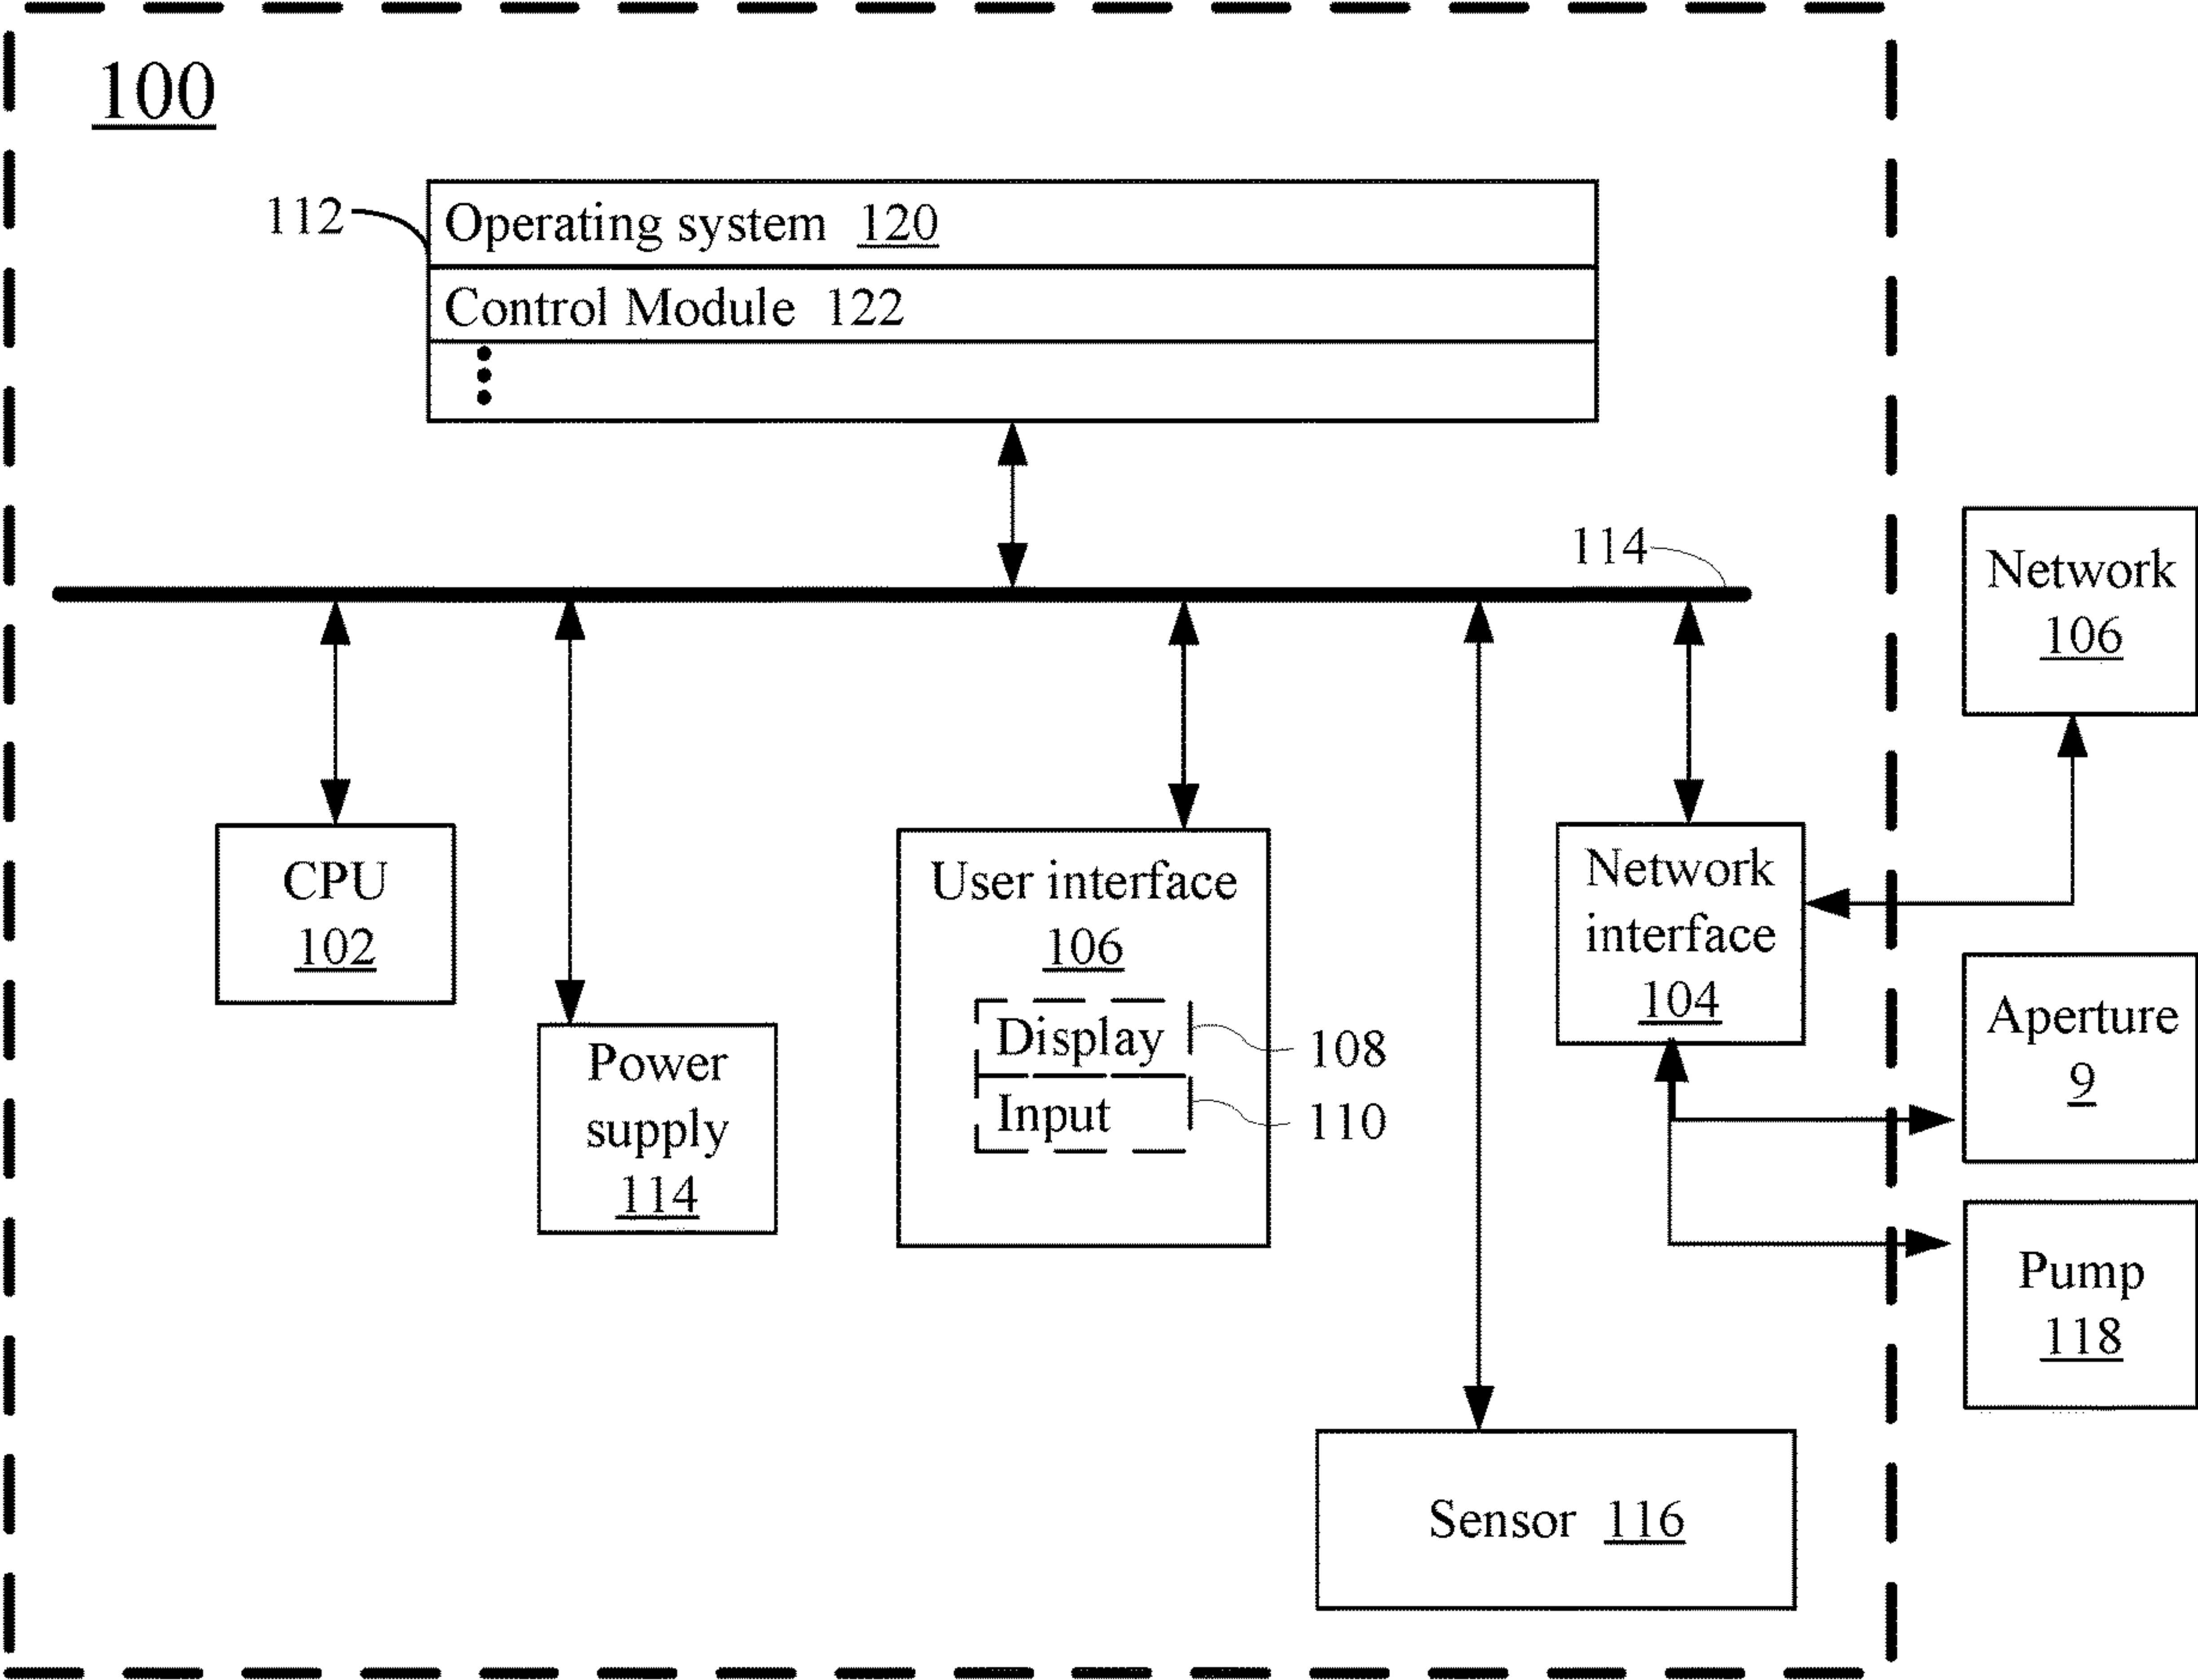 100
112
Operating system 120
Control Module 122
114
Network
106
CPU
102
Power
supply
114
User interface
106
Display
108
Input
110
Network
interface
104
Aperture
9
Pump
118
Sensor 116